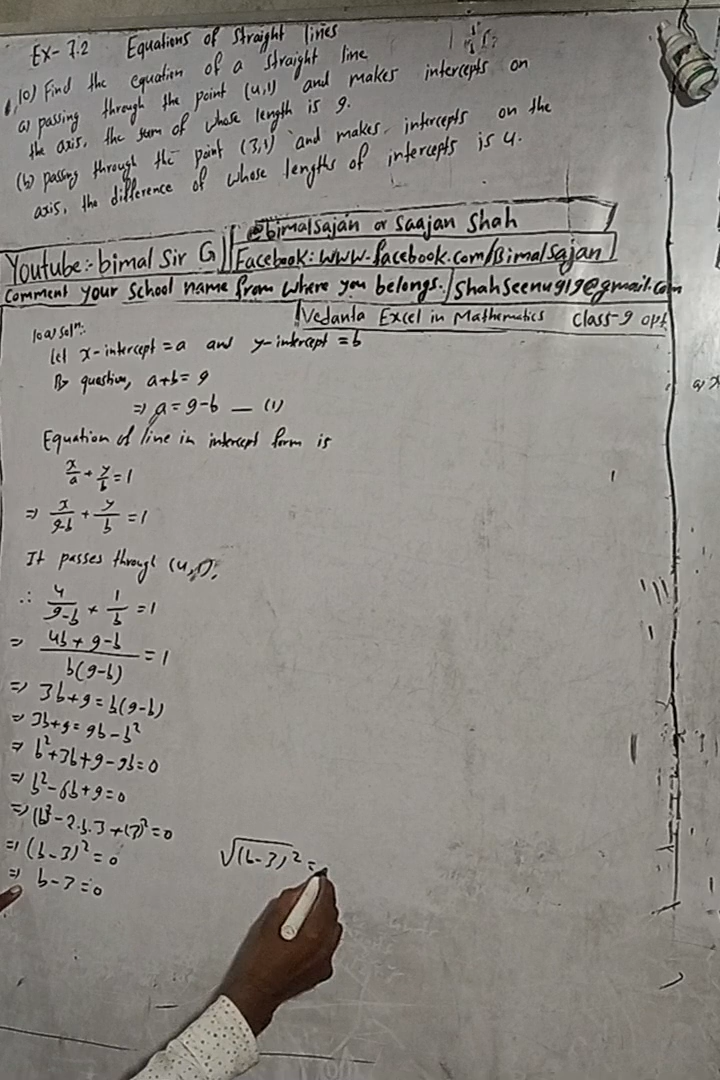 Ex- 7.2 Equations of Straight lines
10) Find the equation of a straight line
a) passing through the point (4,1) and makes intercepts on
the axis, the sum of whose length is 9.
(b) passing through the point (3,1) and makes intercepts on the
axis, the difference of whose lengths of intercepts is 4.
@bimalsajan or Saajan Shah
Youtube:- bimal Sir G
Facebook: www.facebook.com/Bimalsajan
Comment your School name from where you belongs. / Shahseenu919@gmail.com
Vedanta Excel in Mathematics Class-9 opt
10 a) solⁿ:
let x-intercept = a and y-intercept = b
By question, a+b = 9
⇒ a = 9-b — (1)
Equation of line in intercept form is
x/a + y/b = 1
⇒ x/9-b + y/b = 1
It passes through (4,1),
∴ 4/9-b + 1/b = 1
⇒ 4b + 9-b / b(9-b) = 1
⇒ 3b+9 = b(9-b)
⇒ 3b+9 = 9b - b²
⇒ b²+3b+9-9b = 0
⇒ b²-6b+9 = 0
⇒ (b)²-2.b.3+(3)² = 0
⇒ (b-3)² = 0
⇒ b-3 = 0
√(b-3)² =